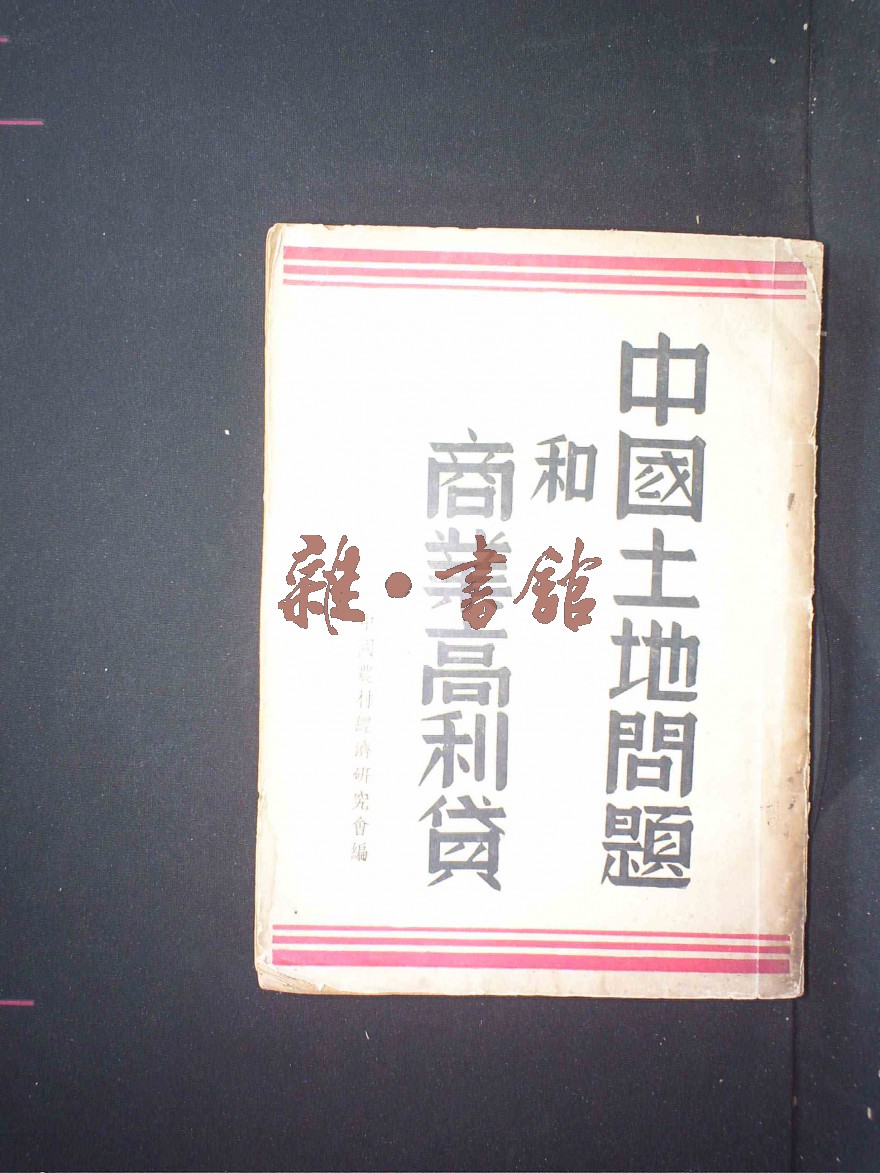 中國土地問題
和
商業高利貸
中國農村經濟研究會編
雜·書館